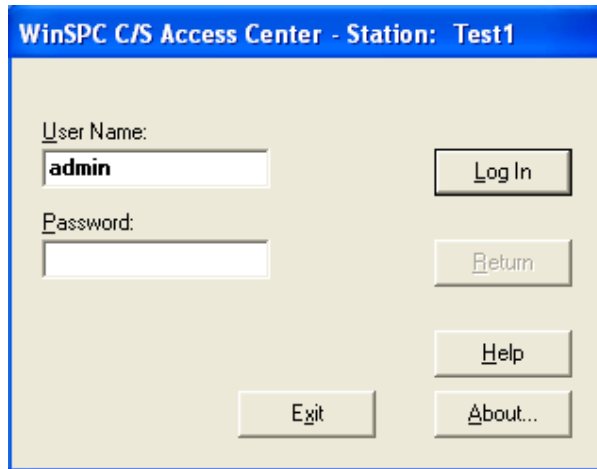 WinSPC C/S Access Center - Station: Test1
User Name:
admin
Log In
Password:
Return
Help
Exit
About...